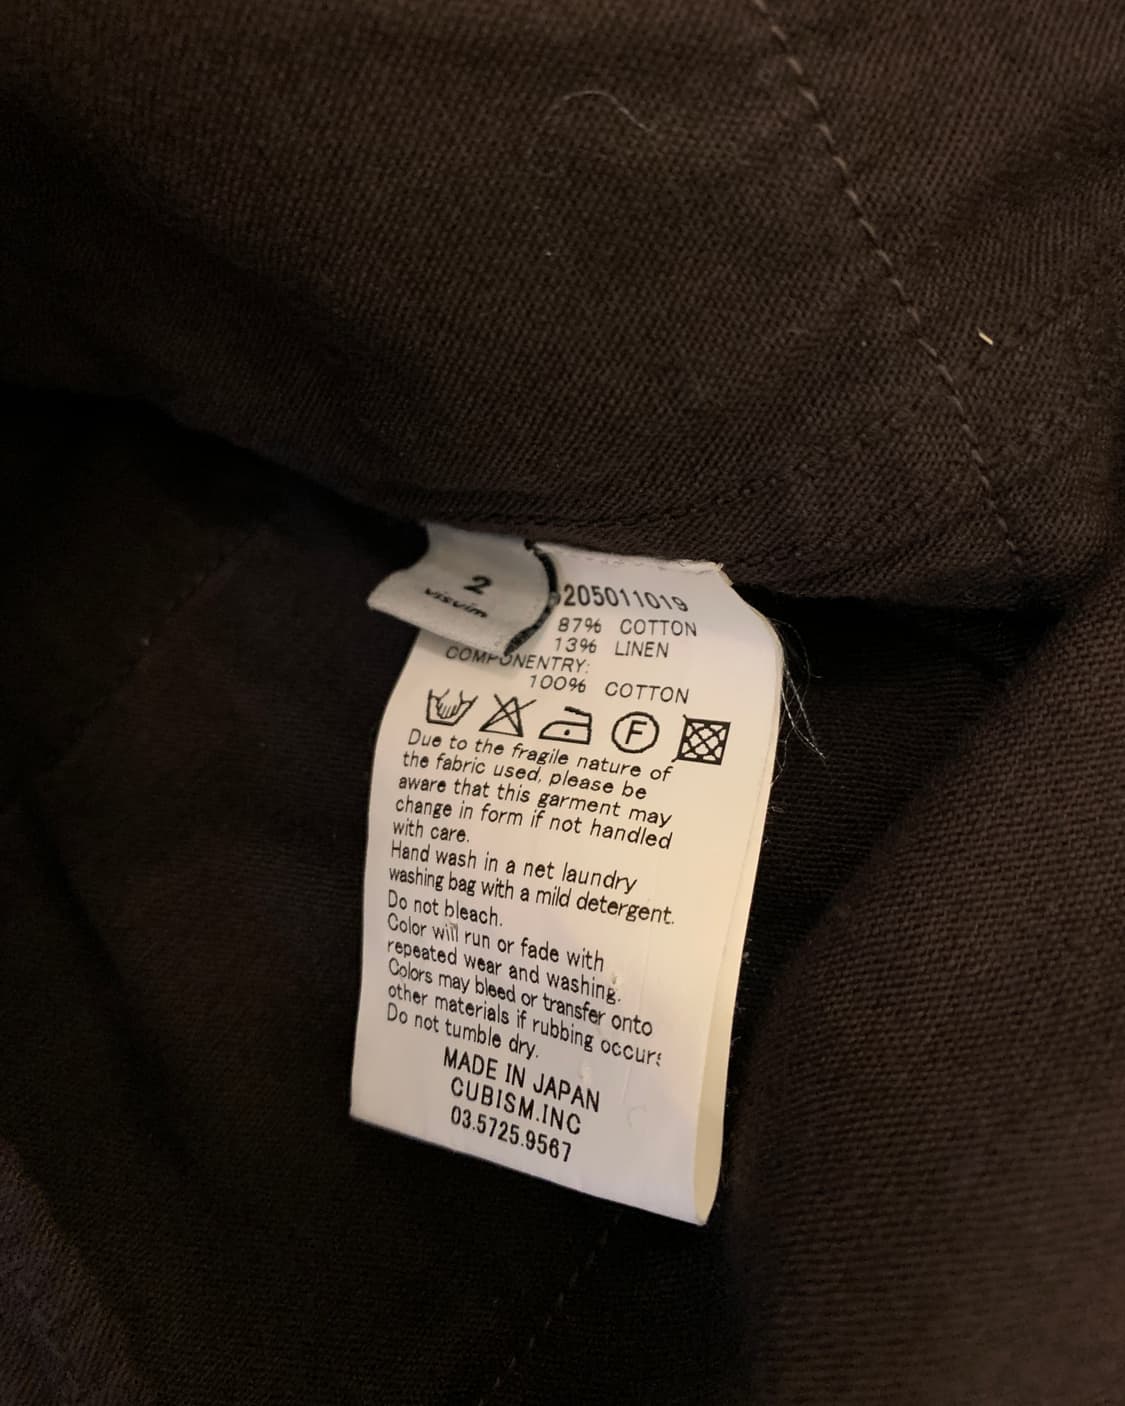 2
visvim
205011019
87% COTTON
13% LINEN
COMPONENTRY:
100% COTTON
F
Due to the fragile nature of
the fabric used, please be
aware that this garment may
change in form if not handled
with care.
Hand wash in a net laundry
washing bag with a mild detergent.
Do not bleach.
Color will run or fade with
repeated wear and washing.
Colors may bleed or transfer onto
other materials if rubbing occurs
Do not tumble dry.
MADE IN JAPAN
CUBISM.INC
03.5725.9567